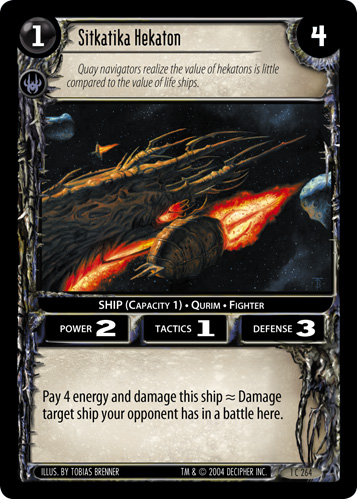 1 Sitkatika Hekaton 4
Quay navigators realize the value of hekatons is little
compared to the value of life ships.
SHIP (CAPACITY 1) • QURIM • FIGHTER
POWER 2 TACTICS 1 DEFENSE 3
Pay 4 energy and damage this ship ≈ Damage
target ship your opponent has in a battle here.
ILLUS. BY TOBIAS BRENNER TM & © 2004 DECIPHER INC. 1 C 264